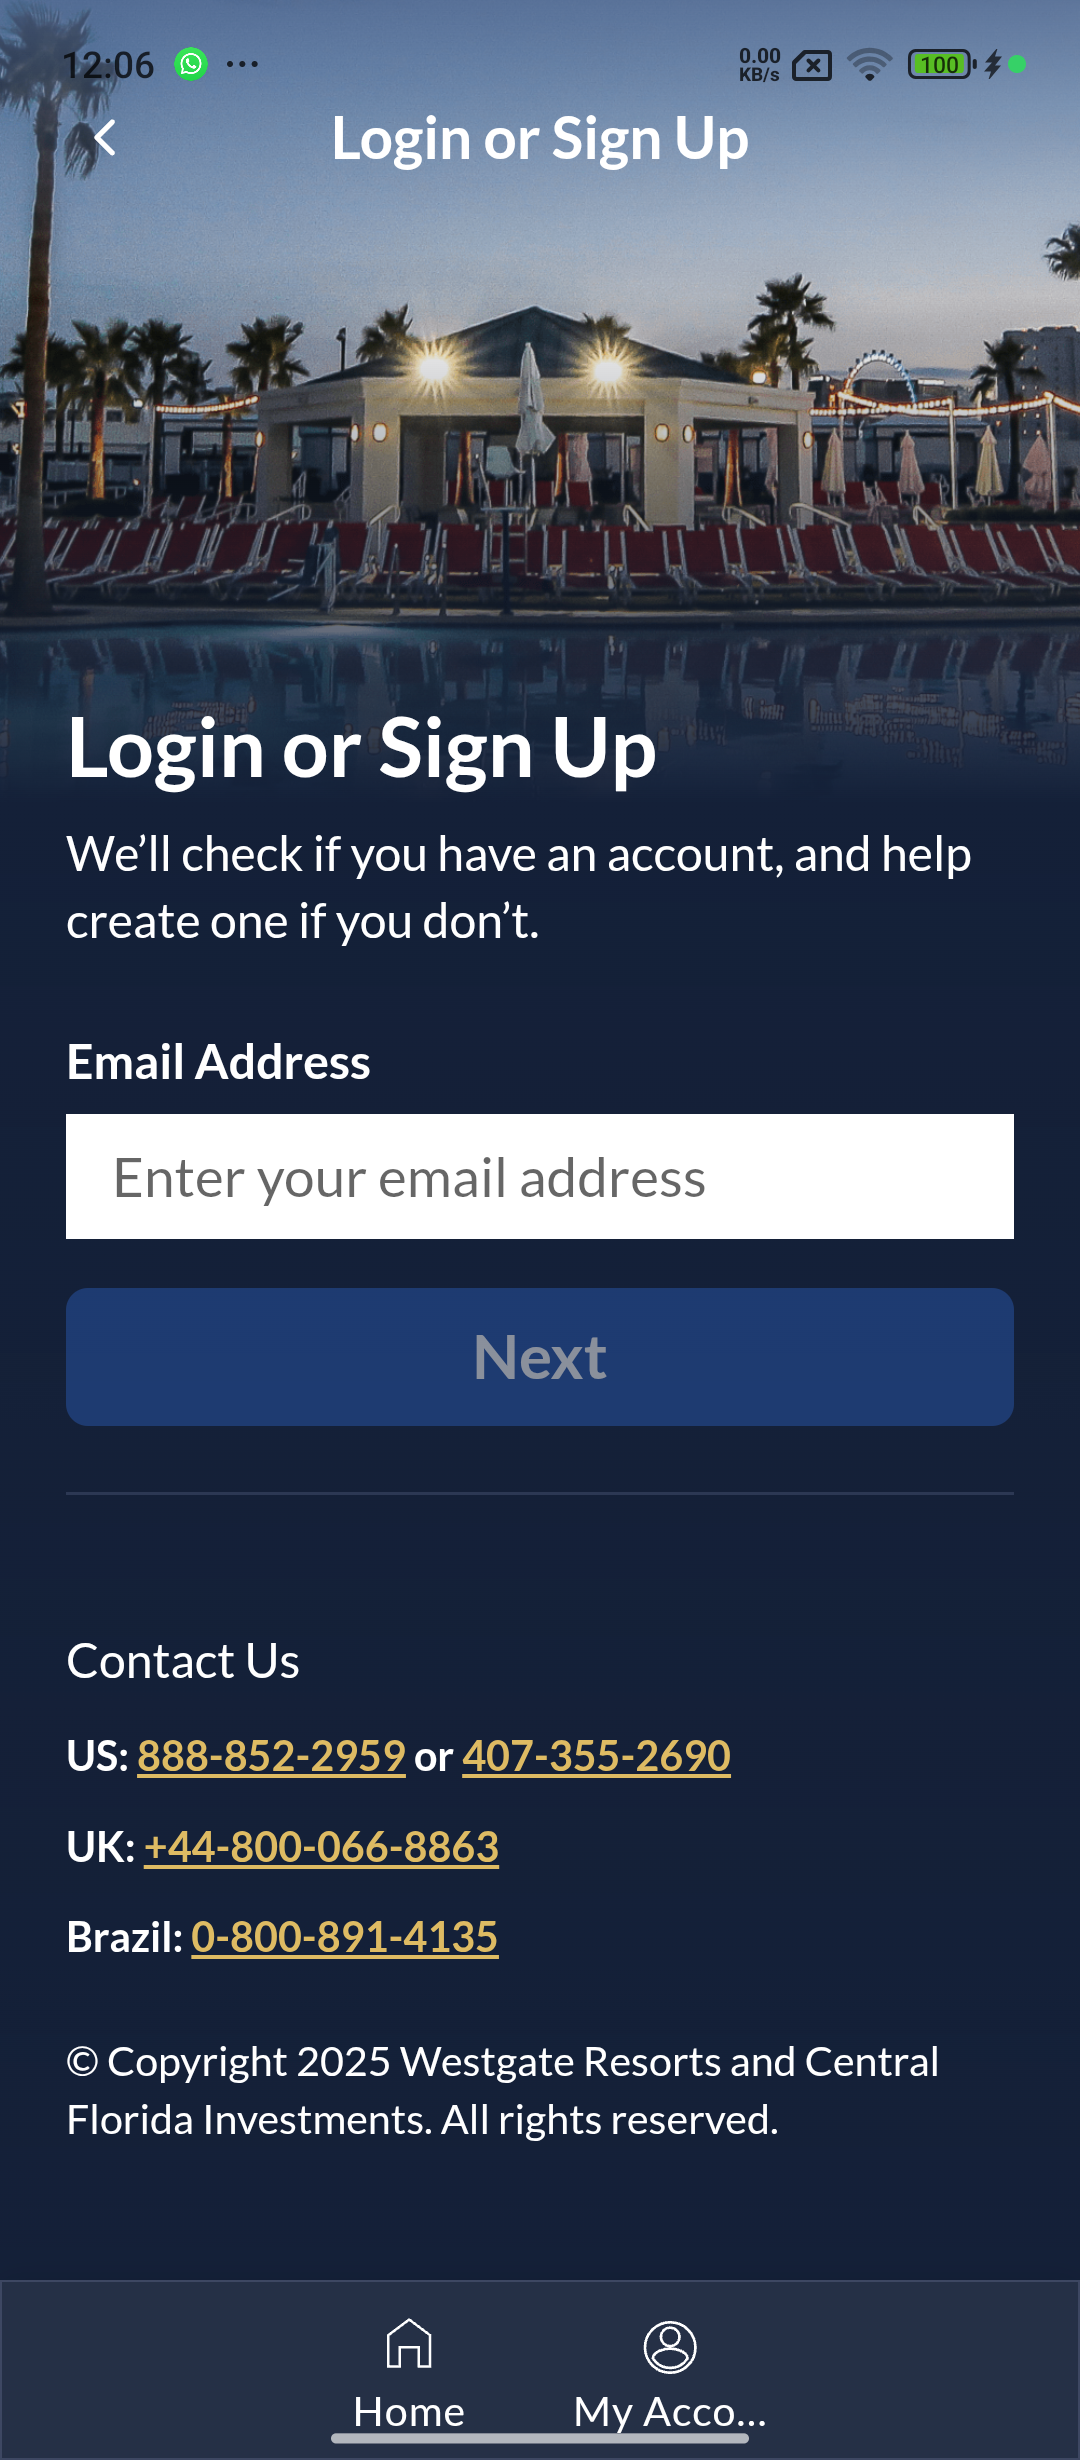 12:06
0.00
KB/s
100
Login or Sign Up
Login or Sign Up
We’ll check if you have an account, and help
create one if you don’t.
Email Address
Enter your email address
Next
Contact Us
US: 888-852-2959 or 407-355-2690
UK: +44-800-066-8863
Brazil: 0-800-891-4135
© Copyright 2025 Westgate Resorts and Central
Florida Investments. All rights reserved.
Home
My Acco...